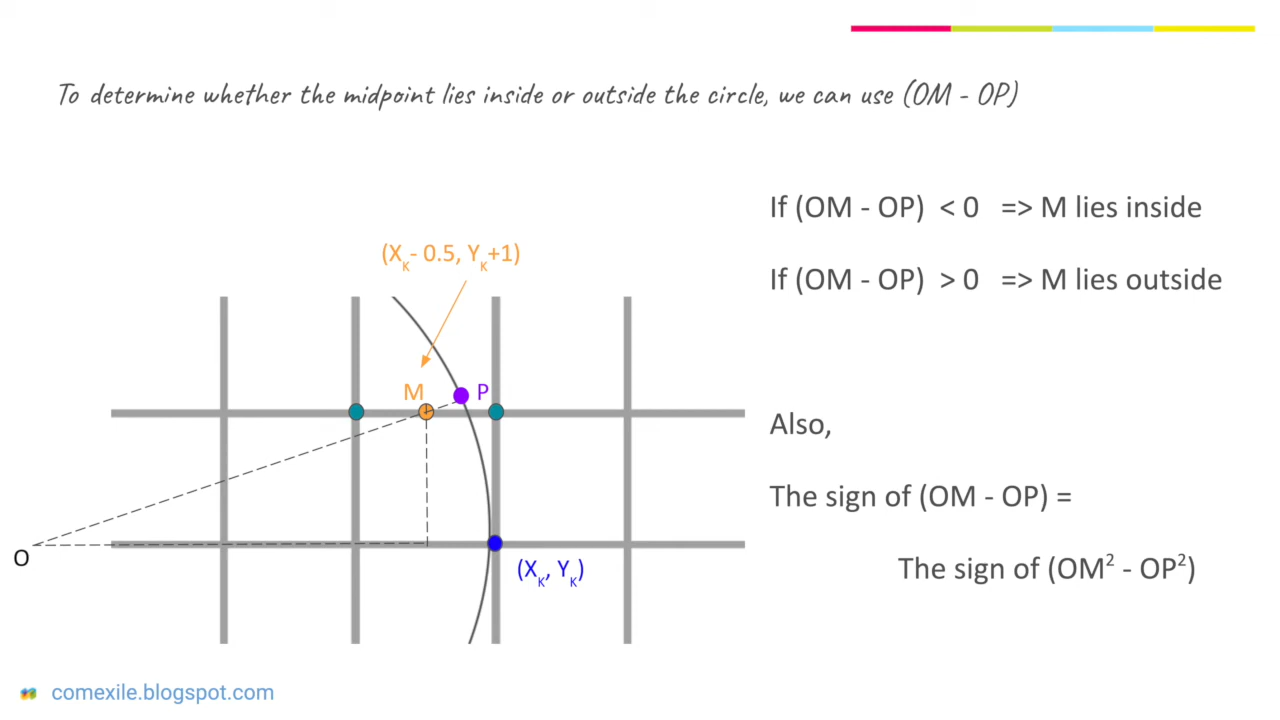 To determine whether the midpoint lies inside or outside the circle, we can use (OM - OP)
If (OM - OP) < 0 => M lies inside
(Xₖ- 0.5, Yₖ+1)
If (OM - OP) > 0 => M lies outside
M
P
Also,
The sign of (OM - OP) =
O
(Xₖ, Yₖ)
The sign of (OM² - OP²)
comexile.blogspot.com